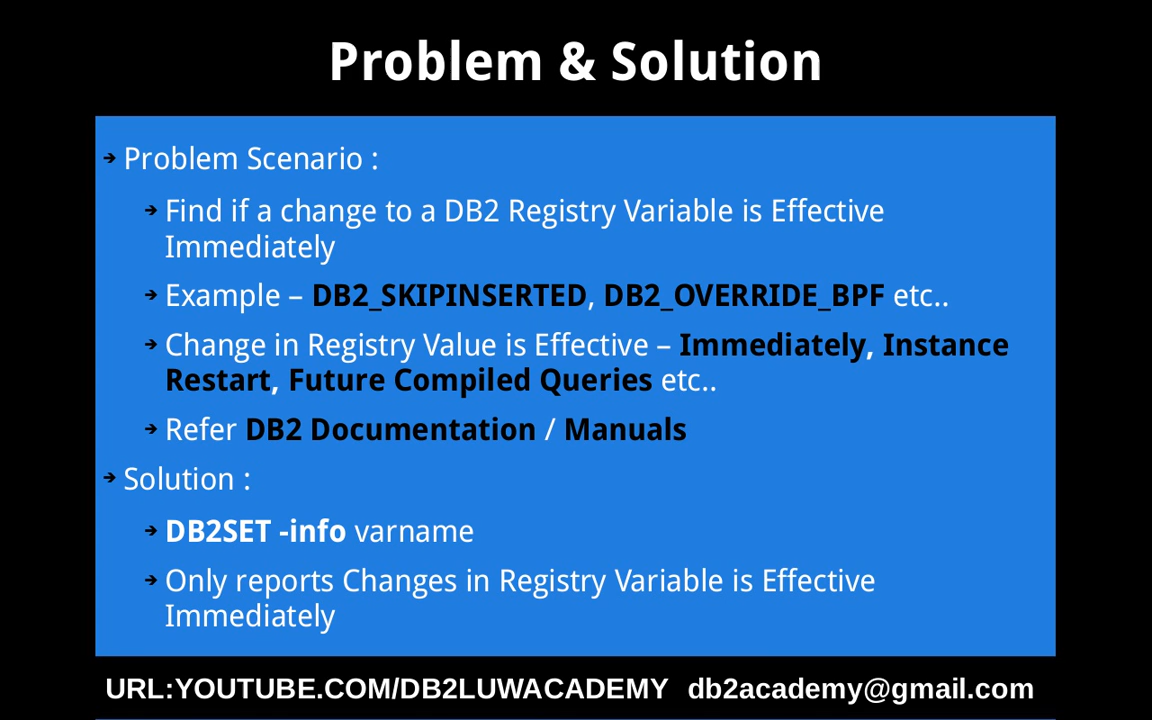 Problem & Solution
Problem Scenario :
Find if a change to a DB2 Registry Variable is Effective
Immediately
Example – DB2_SKIPINSERTED, DB2_OVERRIDE_BPF etc..
Change in Registry Value is Effective – Immediately, Instance
Restart, Future Compiled Queries etc..
Refer DB2 Documentation / Manuals
Solution :
DB2SET -info varname
Only reports Changes in Registry Variable is Effective
Immediately
URL:YOUTUBE.COM/DB2LUWACADEMY db2academy@gmail.com